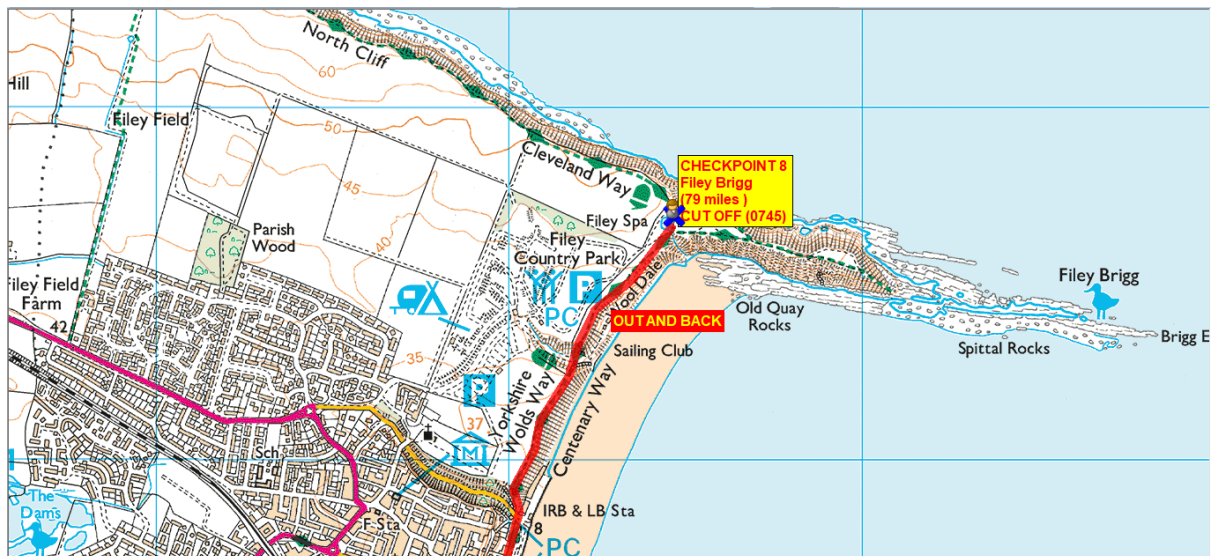 North Cliff
60
Hill
Filey Field
50
Cleveland Way
45
CHECKPOINT 8
Filey Brigg
(79 miles )
CUT OFF (0745)
Parish
Wood
40
Filey Spa
Filey
Country Park
P
PC
Tool Dale
Filey Field
Farm
42
OUT AND BACK
Old Quay
Rocks
Filey Brigg
Spittal Rocks
Brigg E
35
Sailing Club
P
37
Yorkshire
Wolds Way
Centenary Way
M
Sch
The
Dams
F Sta
IRB & LB Sta
8
PC